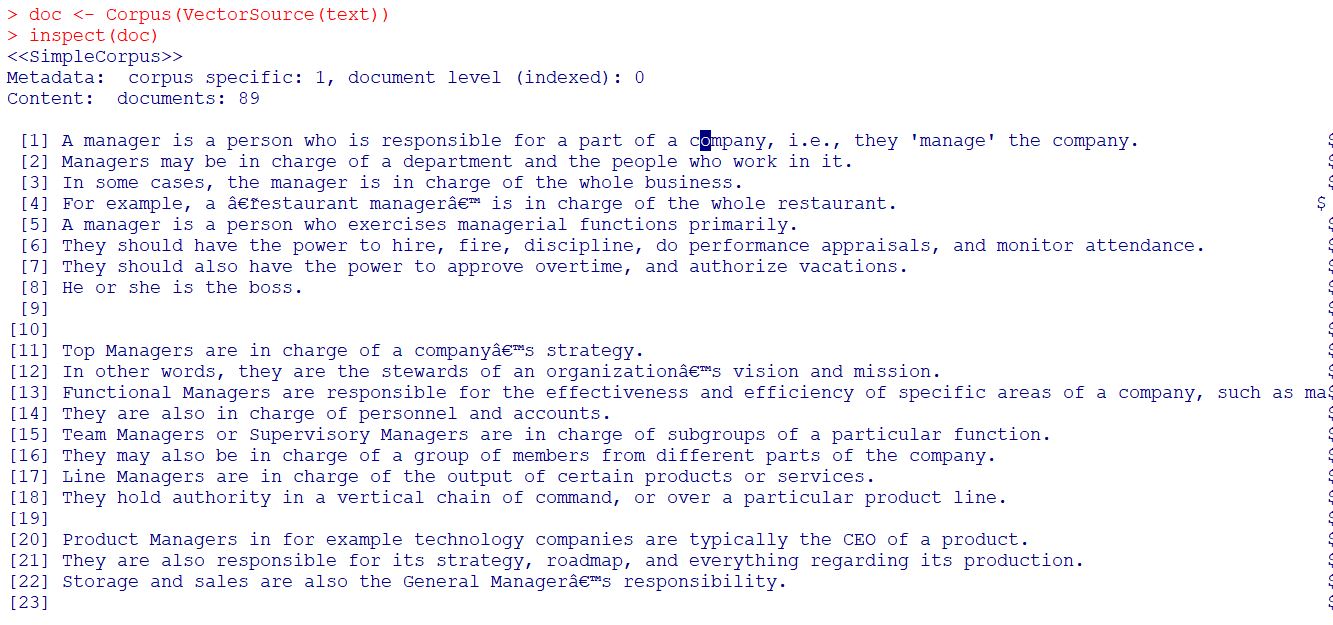 > doc <- Corpus(VectorSource(text))
> inspect(doc)
<<SimpleCorpus>>
Metadata:  corpus specific: 1, document level (indexed): 0
Content:  documents: 89
[1] A manager is a person who is responsible for a part of a company, i.e., they 'manage' the company. $
[2] Managers may be in charge of a department and the people who work in it. $
[3] In some cases, the manager is in charge of the whole business. $
[4] For example, a â€˜restaurant managerâ€™ is in charge of the whole restaurant. $
[5] A manager is a person who exercises managerial functions primarily. $
[6] They should have the power to hire, fire, discipline, do performance appraisals, and monitor attendance. $
[7] They should also have the power to approve overtime, and authorize vacations. $
[8] He or she is the boss. $
[9] $
[10] $
[11] Top Managers are in charge of a companyâ€™s strategy. $
[12] In other words, they are the stewards of an organizationâ€™s vision and mission. $
[13] Functional Managers are responsible for the effectiveness and efficiency of specific areas of a company, such as ma$
[14] They are also in charge of personnel and accounts. $
[15] Team Managers or Supervisory Managers are in charge of subgroups of a particular function. $
[16] They may also be in charge of a group of members from different parts of the company. $
[17] Line Managers are in charge of the output of certain products or services. $
[18] They hold authority in a vertical chain of command, or over a particular product line. $
[19] $
[20] Product Managers in for example technology companies are typically the CEO of a product. $
[21] They are also responsible for its strategy, roadmap, and everything regarding its production. $
[22] Storage and sales are also the General Managerâ€™s responsibility. $
[23] $